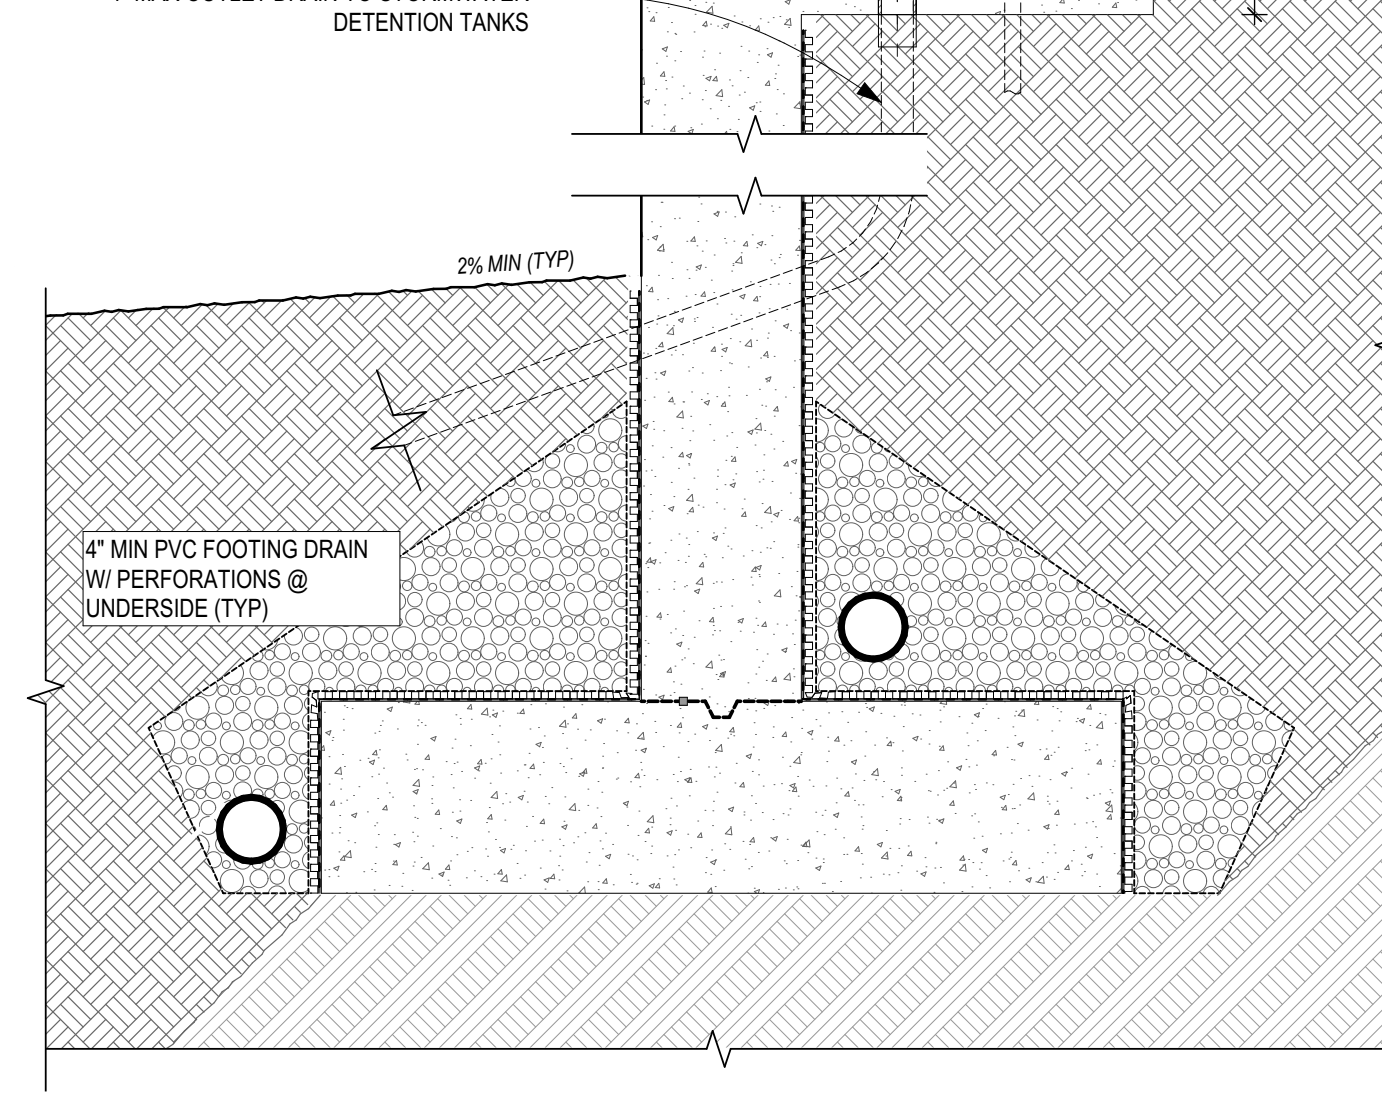 DETENTION TANKS
2% MIN (TYP)
4" MIN PVC FOOTING DRAIN
W/ PERFORATIONS @
UNDERSIDE (TYP)